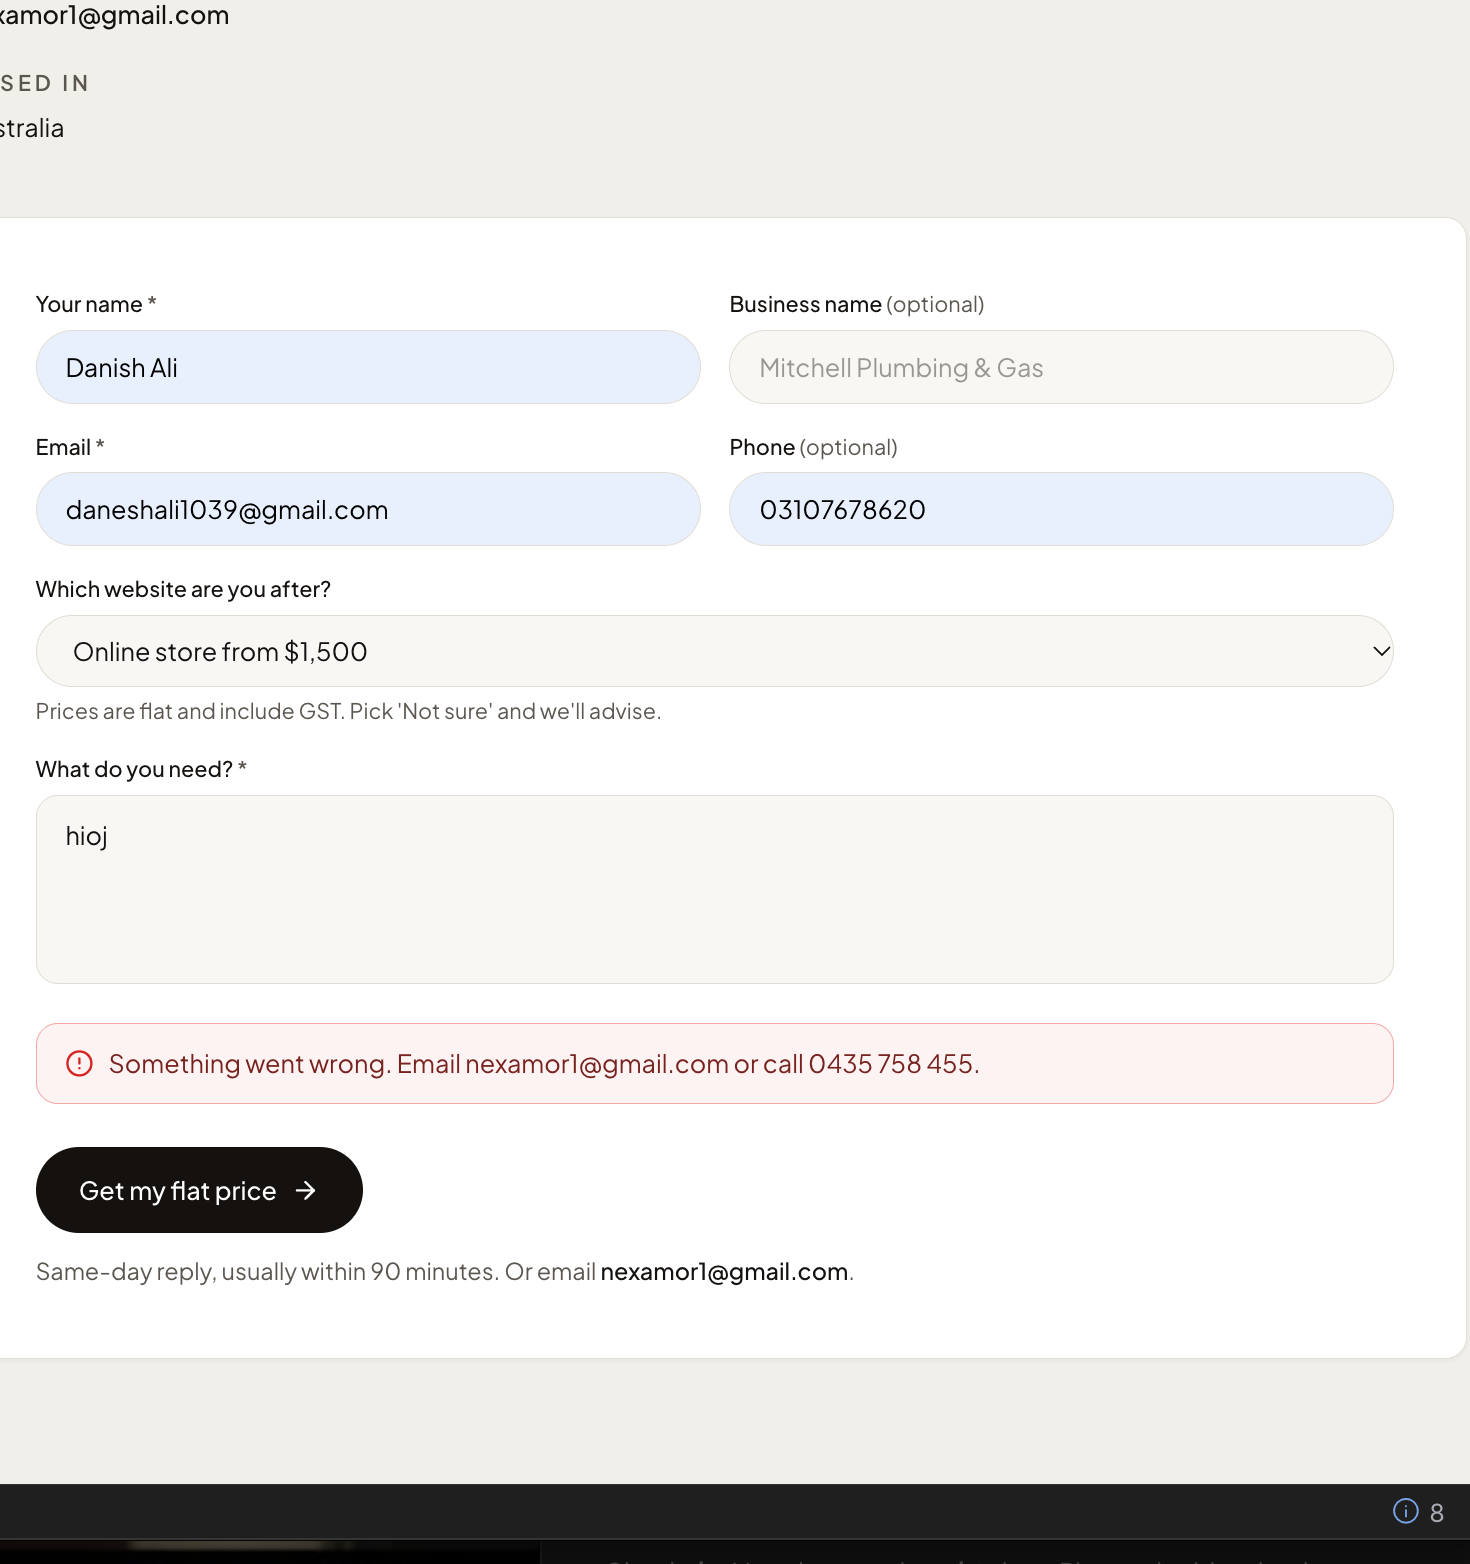 xamor1@gmail.com
SED IN
stralia
Your name *
Business name (optional)
Danish Ali
Mitchell Plumbing & Gas
Email *
Phone (optional)
daneshali1039@gmail.com
03107678620
Which website are you after?
Online store from $1,500
Prices are flat and include GST. Pick 'Not sure' and we'll advise.
What do you need? *
hioj
Something went wrong. Email nexamor1@gmail.com or call 0435 758 455.
Get my flat price →
Same-day reply, usually within 90 minutes. Or email nexamor1@gmail.com.
8